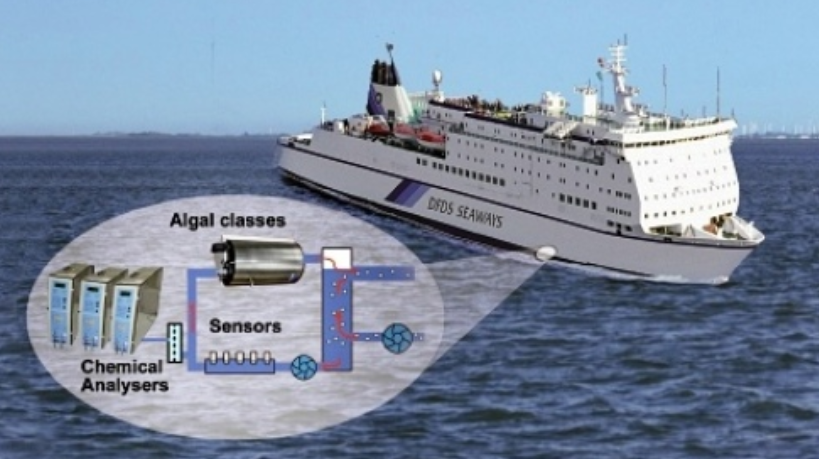 Algal classes
DFDS SEAWAYS
Sensors
Chemical
Analysers